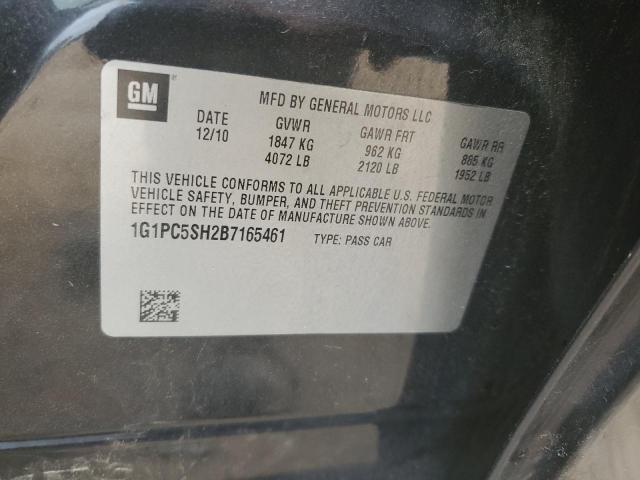 GM
MFD BY GENERAL MOTORS LLC
DATE GVWR GAWR FRT GAWR RR
12/10 1847 KG 962 KG 885 KG
4072 LB 2120 LB 1952 LB
THIS VEHICLE CONFORMS TO ALL APPLICABLE U.S. FEDERAL MOTOR
VEHICLE SAFETY, BUMPER, AND THEFT PREVENTION STANDARDS IN
EFFECT ON THE DATE OF MANUFACTURE SHOWN ABOVE.
1G1PC5SH2B7165461 TYPE: PASS CAR